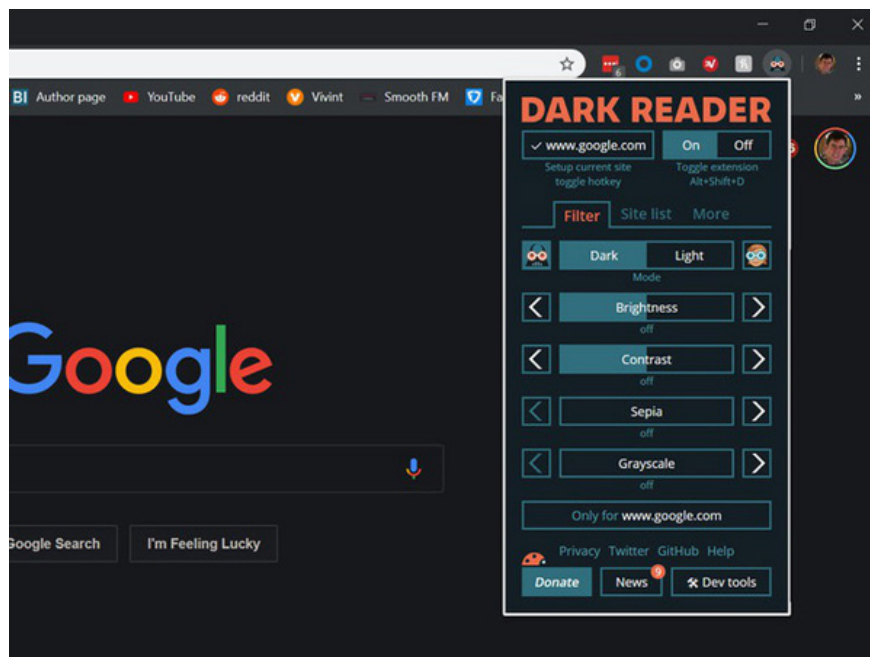 6
BI Author page YouTube reddit Vivint Smooth FM Fa »
DARK READER
www.google.com On Off
Setup current site Toggle extension
toggle hotkey Alt+Shift+D
Filter Site list More
Dark Light
Mode
Brightness
off
Google
Contrast
off
Sepia
off
Grayscale
off
Only for www.google.com
Google Search I'm Feeling Lucky
Privacy Twitter GitHub Help
9
Donate News Dev tools